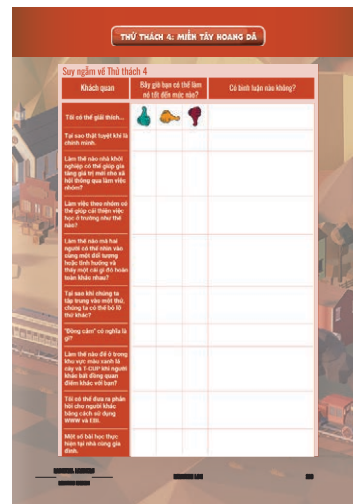 THỬ THÁCH 4: MIỀN TÂY HOANG DÃ
Suy ngẫm về Thử thách 4
Khách quan
Bây giờ bạn có thể làm
nó tốt đến mức nào?
Có bình luận nào không?
Tôi có thể giải thích...
Tại sao thật tuyệt khi là
chính mình.
Làm thế nào nhà khởi
nghiệp có thể giúp gia
tăng giá trị mới cho xã
hội thông qua làm việc
nhóm?
Làm việc theo nhóm có
thể giúp cải thiện việc
học ở trường như thế
nào?
Làm thế nào mà hai
người có thể nhìn vào
cùng một đối tượng
hoặc tình huống và
thấy một cái gì đó hoàn
toàn khác nhau?
Tại sao khi chúng ta
tập trung vào một thứ,
chúng ta có thể bỏ lỡ
thứ khác?
"Đồng cảm" có nghĩa là
gì?
Làm thế nào để ở trong
khu vực màu xanh lá
cây và T-CUP khi người
khác bất đồng quan
điểm khác với bạn?
Tôi có thể đưa ra phản
hồi cho người khác
bằng cách sử dụng
WWW và EBI.
Một số bài học thực
hiện tại nhà cùng gia
đình.